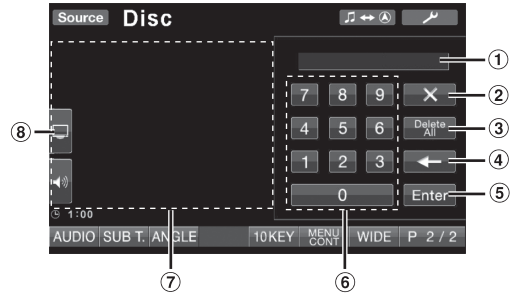 Source Disc
①
7 8 9 ②
4 5 6 Delete All ③
1 2 3 ④
0 Enter ⑤
⑧
1:00
AUDIO SUB T. ANGLE 10KEY MENU CONT WIDE P 2/2
⑦ ⑥